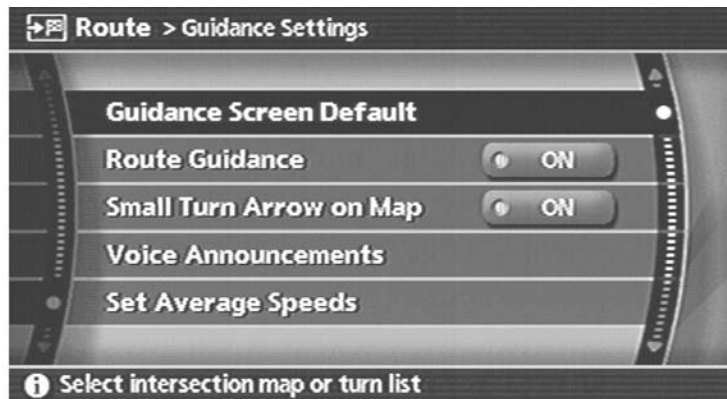 Route > Guidance Settings
Guidance Screen Default
Route Guidance ON
Small Turn Arrow on Map ON
Voice Announcements
Set Average Speeds
Select intersection map or turn list